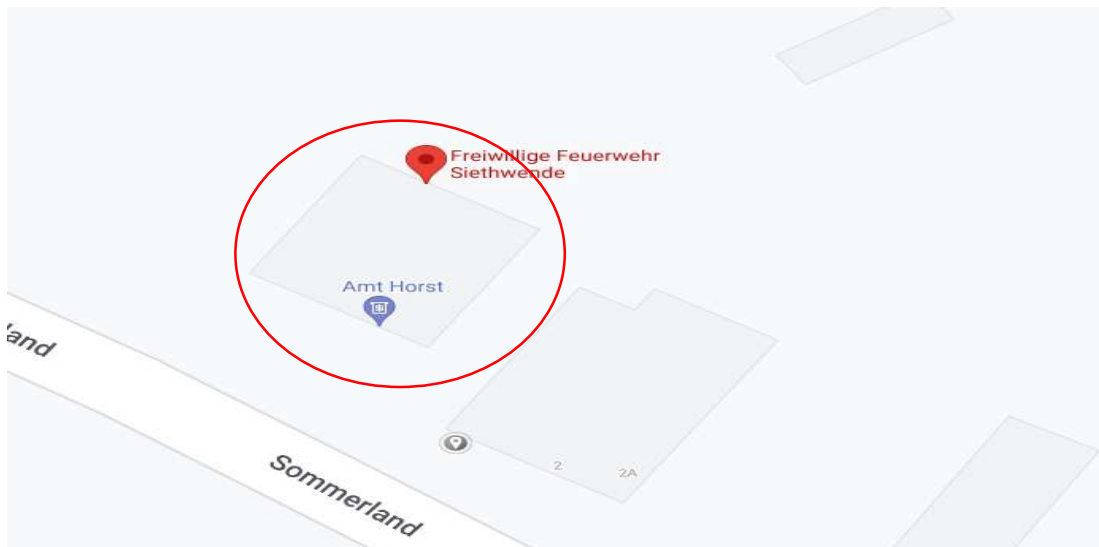 Freiwillige Feuerwehr
Siethwende
Amt Horst
land
2
2A
Sommerland